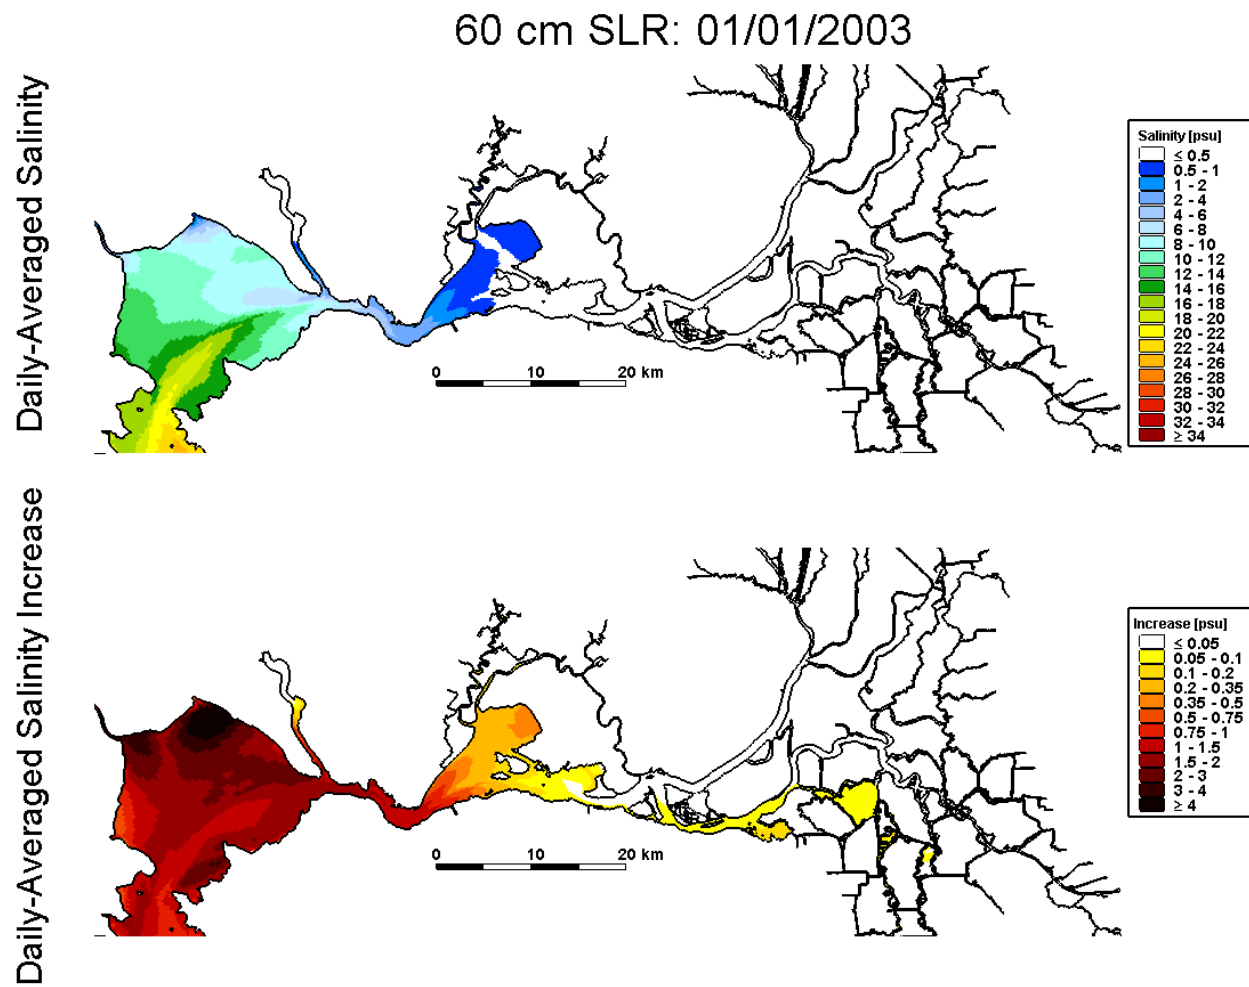 60 cm SLR: 01/01/2003
Daily-Averaged Salinity
Salinity [psu]
≤ 0.5
0.5 - 1
1 - 2
2 - 4
4 - 6
6 - 8
8 - 10
10 - 12
12 - 14
14 - 16
16 - 18
18 - 20
20 - 22
22 - 24
24 - 26
26 - 28
28 - 30
30 - 32
32 - 34
≥ 34
0 10 20 km
Daily-Averaged Salinity Increase
Increase [psu]
≤ 0.05
0.05 - 0.1
0.1 - 0.2
0.2 - 0.35
0.35 - 0.5
0.5 - 0.75
0.75 - 1
1 - 1.5
1.5 - 2
2 - 3
3 - 4
≥ 4
0 10 20 km